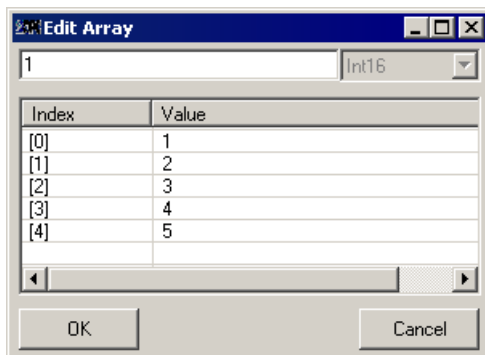 Edit Array
1 Int16
Index Value
[0] 1
[1] 2
[2] 3
[3] 4
[4] 5
OK Cancel